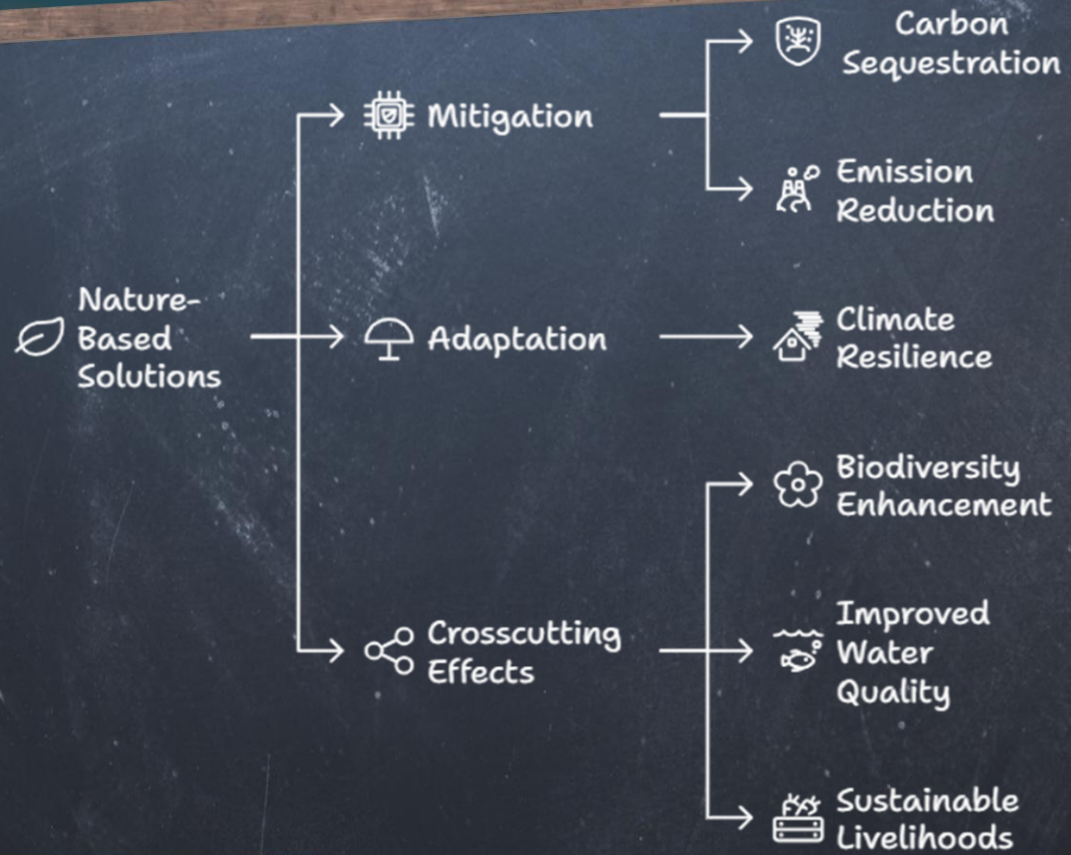 Carbon
Sequestration
Mitigation
Emission
Reduction
Nature-
Based
Solutions
Adaptation
Climate
Resilience
Biodiversity
Enhancement
Crosscutting
Effects
Improved
Water
Quality
Sustainable
Livelihoods